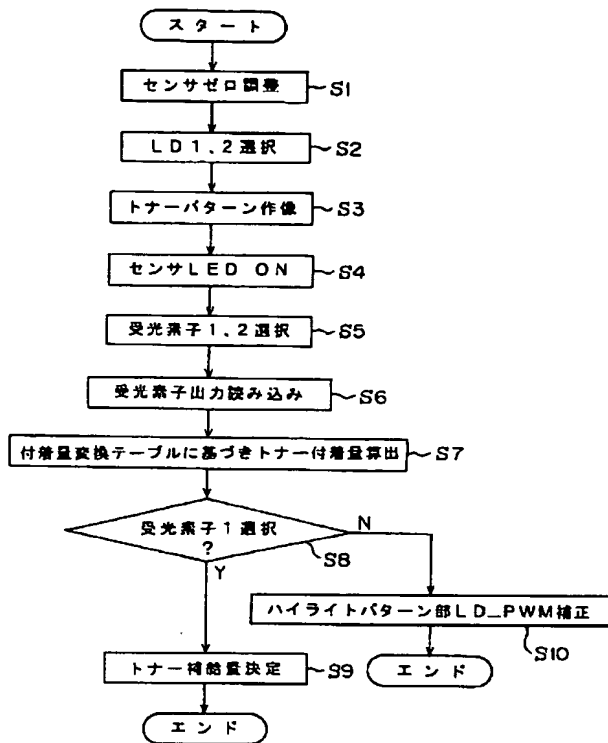 スタート
センサゼロ調整
S1
LD1、2選択
S2
トナーパターン作像
S3
センサLED ON
S4
受光素子1、2選択
S5
受光素子出力読み込み
S6
付着量変換テーブルに基づきトナー付着量算出
S7
受光素子1選択
?
S8
N
Y
ハイライトパターン部LD_PWM補正
S10
トナー補給量決定
S9
エンド
エンド